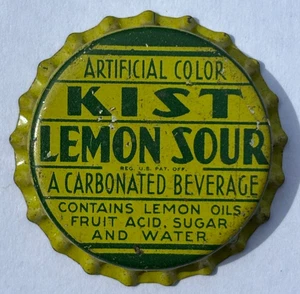 ARTIFICIAL COLOR
KIST
LEMON SOUR
REG. U.S. PAT. OFF.
A CARBONATED BEVERAGE
CONTAINS LEMON OILS,
FRUIT ACID, SUGAR
AND WATER